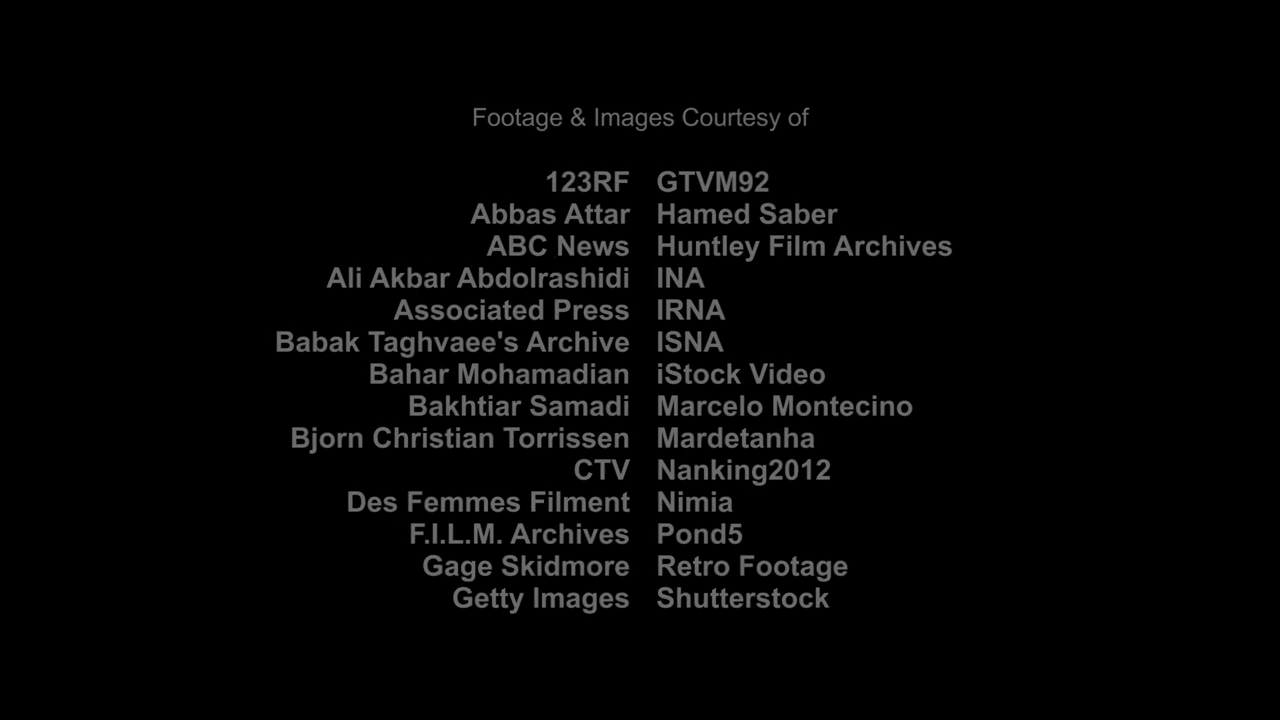 Footage & Images Courtesy of
123RF GTVM92
Abbas Attar Hamed Saber
ABC News Huntley Film Archives
Ali Akbar Abdolrashidi INA
Associated Press IRNA
Babak Taghvaee's Archive ISNA
Bahar Mohamadian iStock Video
Bakhtiar Samadi Marcelo Montecino
Bjorn Christian Torrissen Mardetanha
CTV Nanking2012
Des Femmes Filment Nimia
F.I.L.M. Archives Pond5
Gage Skidmore Retro Footage
Getty Images Shutterstock